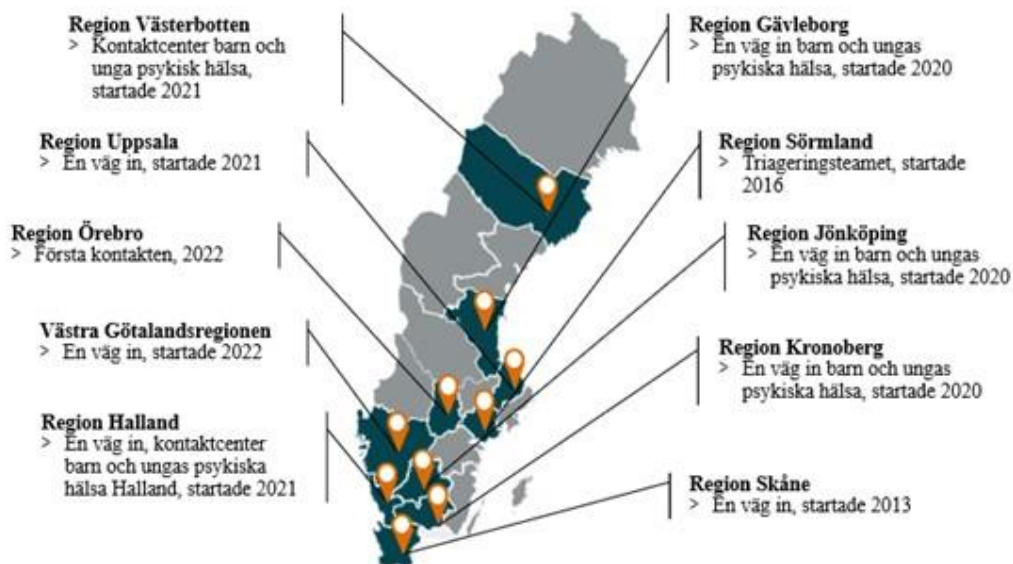 Region Västerbotten
> Kontaktcenter barn och
unga psykisk hälsa,
startade 2021
Region Uppsala
> En väg in, startade 2021
Region Örebro
> Första kontakten, 2022
Västra Götalandsregionen
> En väg in, startade 2022
Region Halland
> En väg in, kontaktcenter
barn och ungas psykiska
hälsa Halland, startade 2021
Region Gävleborg
> En väg in barn och ungas
psykiska hälsa, startade 2020
Region Sörmland
> Triageringsteamet, startade
2016
Region Jönköping
> En väg in barn och ungas
psykiska hälsa, startade 2020
Region Kronoberg
> En väg in barn och ungas
psykiska hälsa, startade 2020
Region Skåne
> En väg in, startade 2013